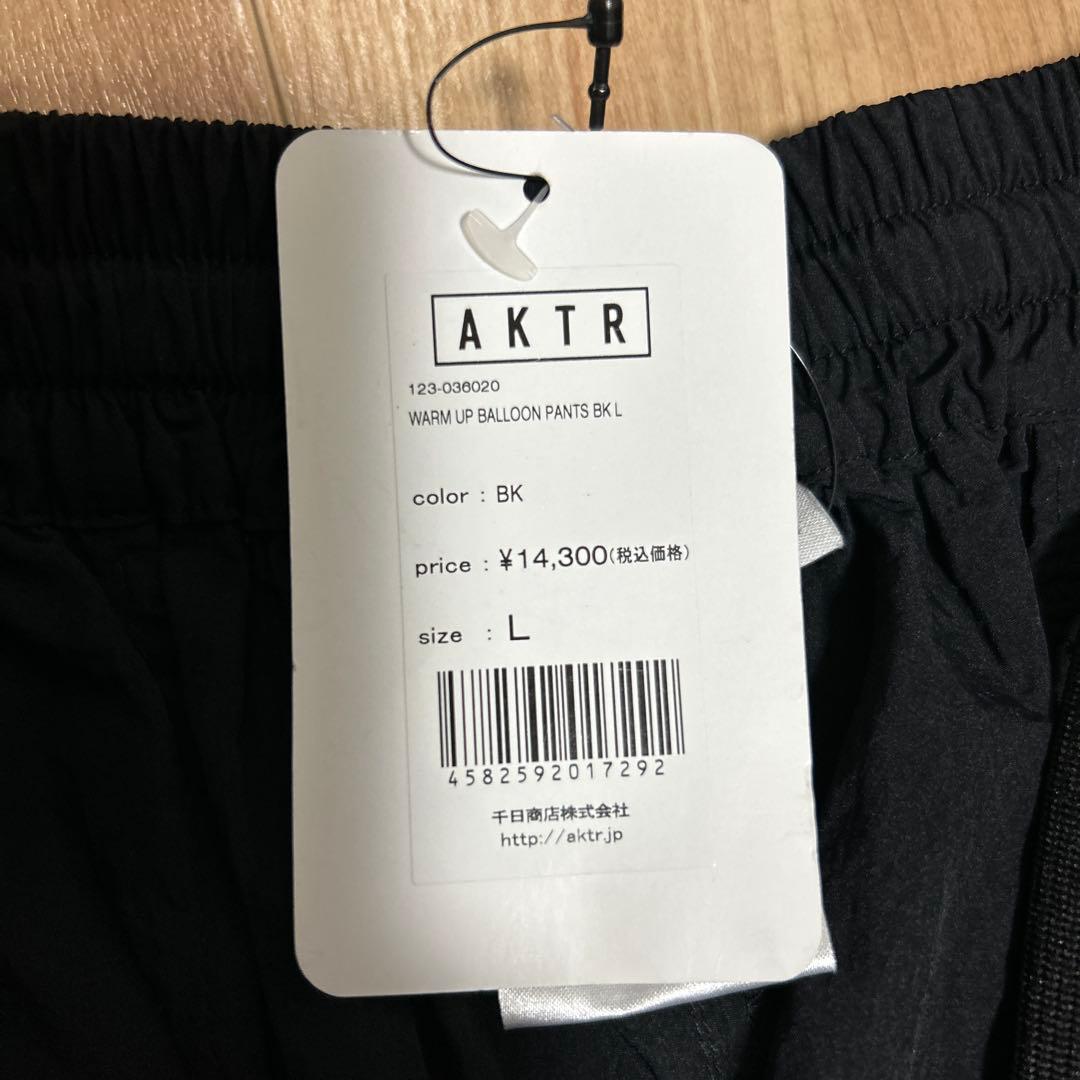 AKTR
123-036020
WARM UP BALLOON PANTS BK L
color : BK
price : ¥14,300(税込価格)
size : L
4582592017292
千日商店株式会社
http://aktr.jp